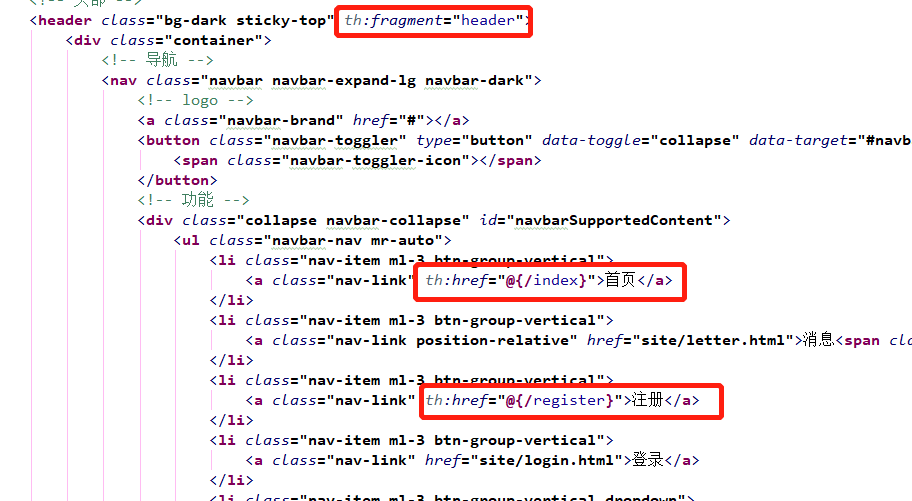 <!-- 头部 -->
<header class="bg-dark sticky-top" th:fragment="header">
<div class="container">
<!-- 导航 -->
<nav class="navbar navbar-expand-lg navbar-dark">
<!-- logo -->
<a class="navbar-brand" href="#"></a>
<button class="navbar-toggler" type="button" data-toggle="collapse" data-target="#navb
<span class="navbar-toggler-icon"></span>
</button>
<!-- 功能 -->
<div class="collapse navbar-collapse" id="navbarSupportedContent">
<ul class="navbar-nav mr-auto">
<li class="nav-item ml-3 btn-group-vertical">
<a class="nav-link" th:href="@{/index}">首页</a>
</li>
<li class="nav-item ml-3 btn-group-vertical">
<a class="nav-link position-relative" href="site/letter.html">消息<span cla
</li>
<li class="nav-item ml-3 btn-group-vertical">
<a class="nav-link" th:href="@{/register}">注册</a>
</li>
<li class="nav-item ml-3 btn-group-vertical">
<a class="nav-link" href="site/login.html">登录</a>
</li>
<li class="nav-item ml-3 btn-group-vertical dropdown">